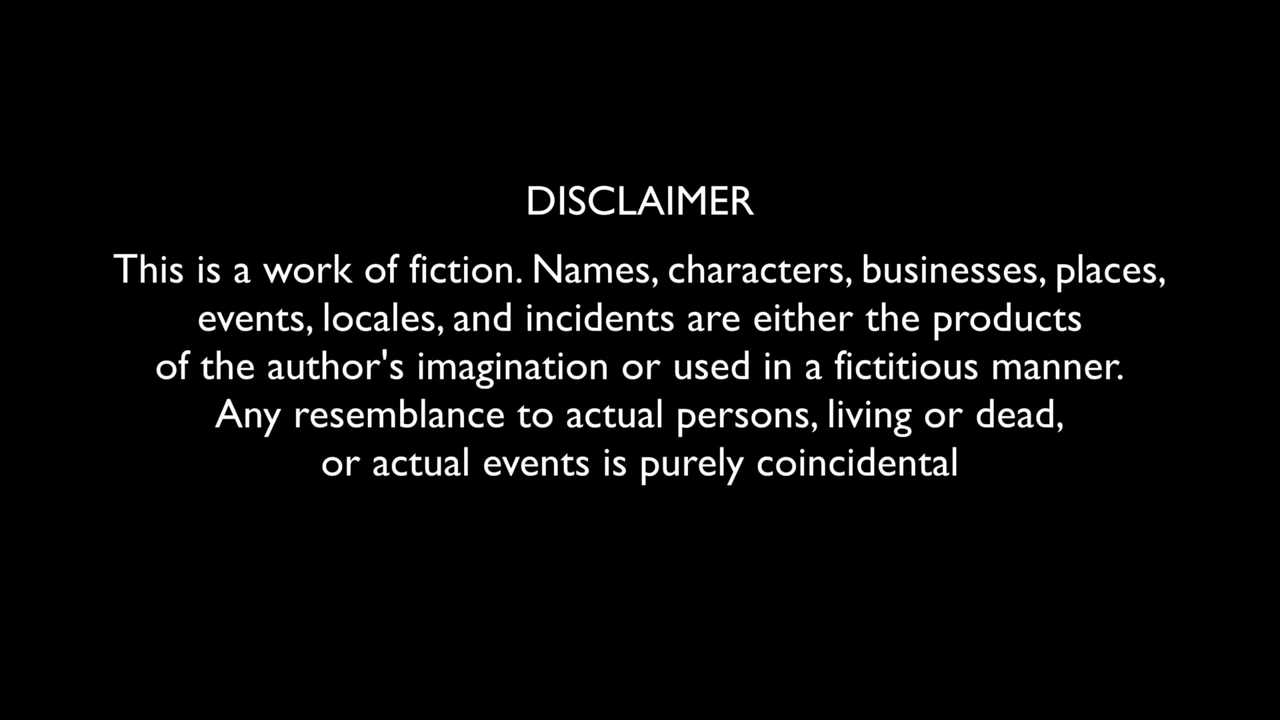 DISCLAIMER
This is a work of fiction. Names, characters, businesses, places,
events, locales, and incidents are either the products
of the author's imagination or used in a fictitious manner.
Any resemblance to actual persons, living or dead,
or actual events is purely coincidental